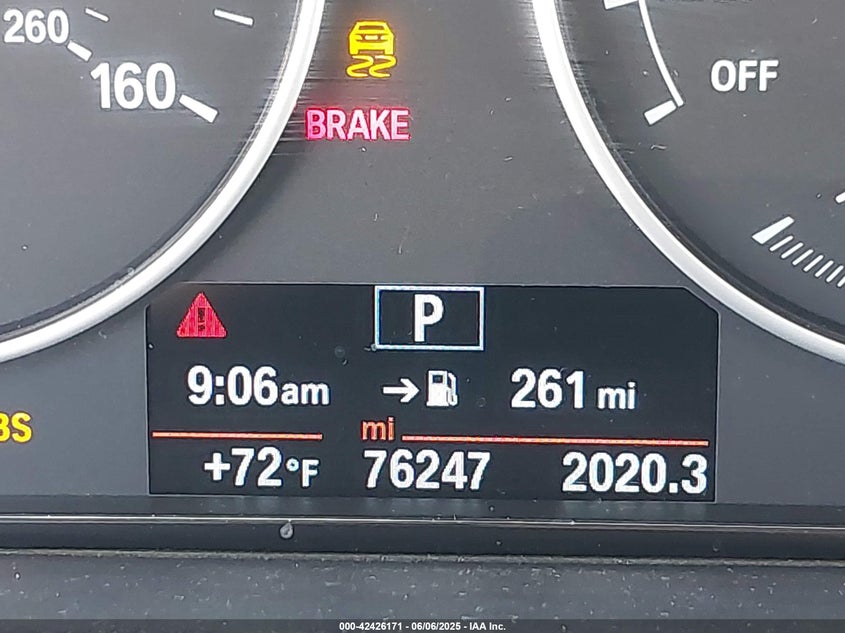 260
160
BRAKE
OFF
P
9:06am 261 mi
mi
+72°F 76247 2020.3
000-42426171 - 06/06/2025 - IAA Inc.